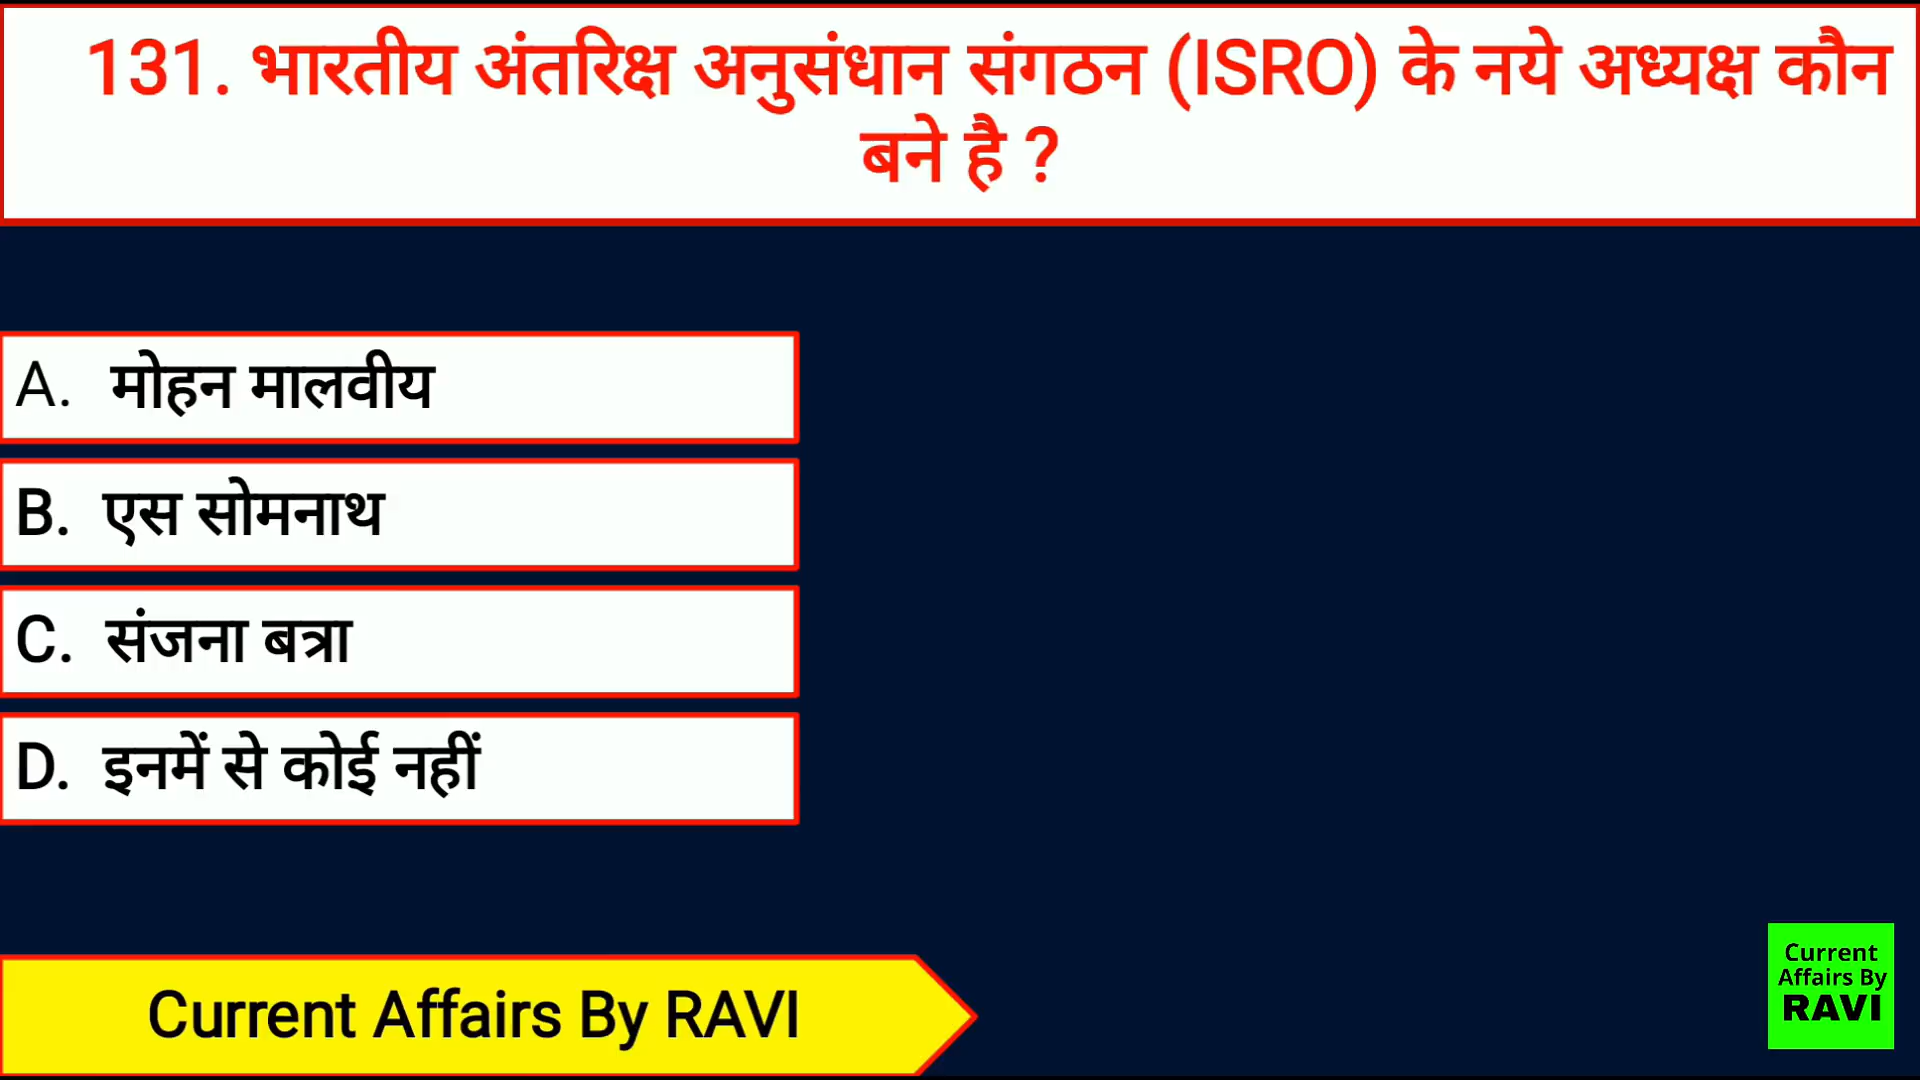 131. भारतीय अंतरिक्ष अनुसंधान संगठन (ISRO) के नये अध्यक्ष कौन
बने है ?
A. मोहन मालवीय
B. एस सोमनाथ
C. संजना बत्रा
D. इनमें से कोई नहीं
Current Affairs By RAVI
Current
Affairs By
RAVI